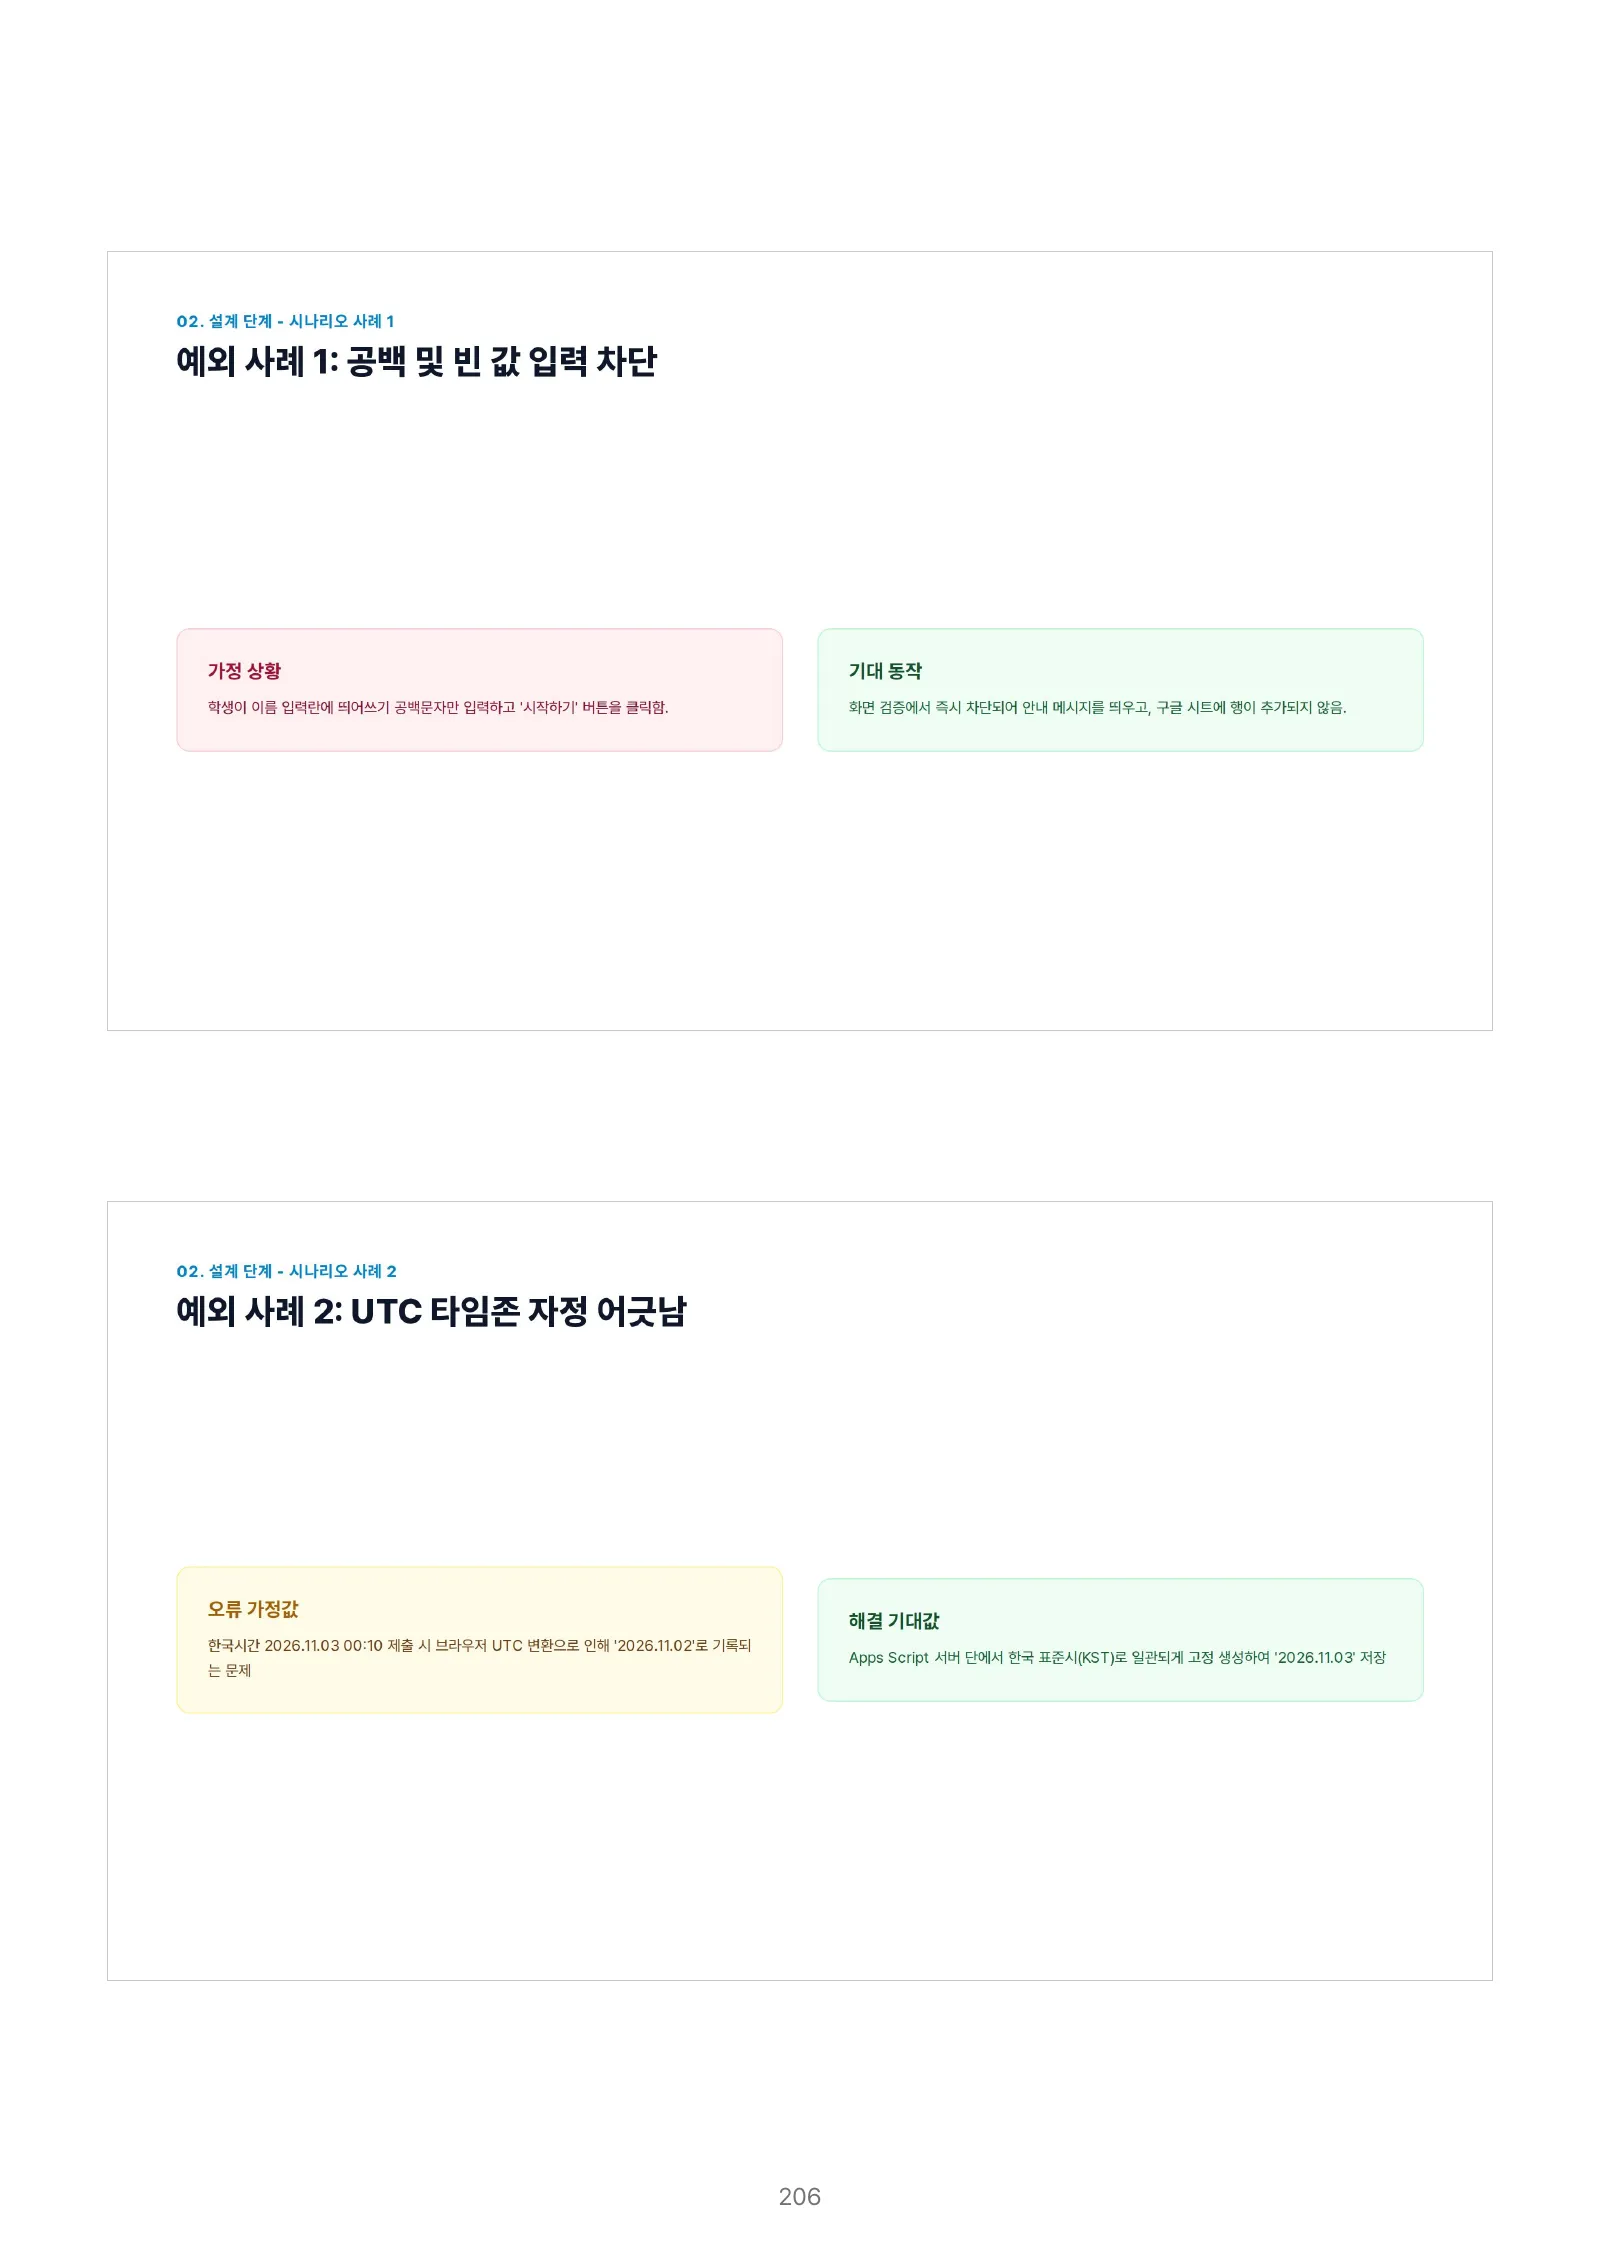 02. 설계 단계 - 시나리오 사례 1
예외 사례 1: 공백 및 빈 값 입력 차단
가정 상황
학생이 이름 입력란에 띄어쓰기 공백문자만 입력하고 '시작하기' 버튼을 클릭함.
기대 동작
화면 검증에서 즉시 차단되어 안내 메시지를 띄우고, 구글 시트에 행이 추가되지 않음.
02. 설계 단계 - 시나리오 사례 2
예외 사례 2: UTC 타임존 자정 어긋남
오류 가정값
한국시간 2026.11.03 00:10 제출 시 브라우저 UTC 변환으로 인해 '2026.11.02'로 기록되
는 문제
해결 기대값
Apps Script 서버 단에서 한국 표준시(KST)로 일관되게 고정 생성하여 '2026.11.03' 저장
206